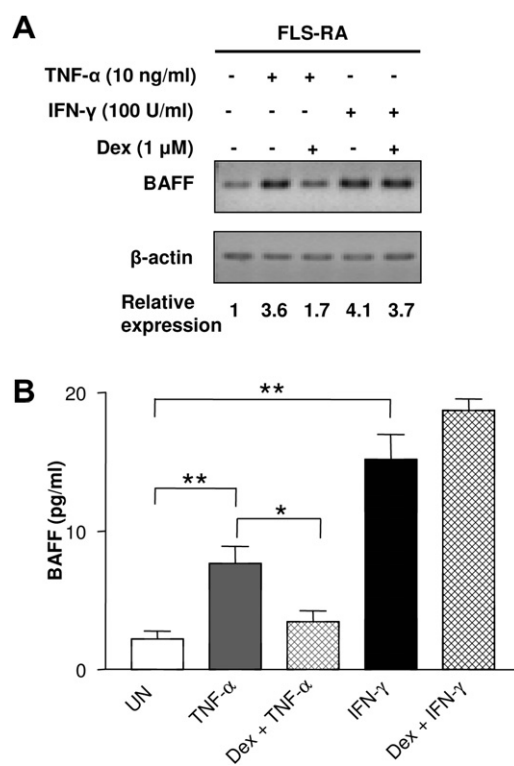 A
FLS-RA
TNF-α (10 ng/ml) - + + - -
IFN-γ (100 U/ml) - - - + +
Dex (1 µM) - - + - +
BAFF
β-actin
Relative expression 1 3.6 1.7 4.1 3.7
B
BAFF (pg/ml)
20
10
0
**
**
*
UN
TNF-α
Dex + TNF-α
IFN-γ
Dex + IFN-γ